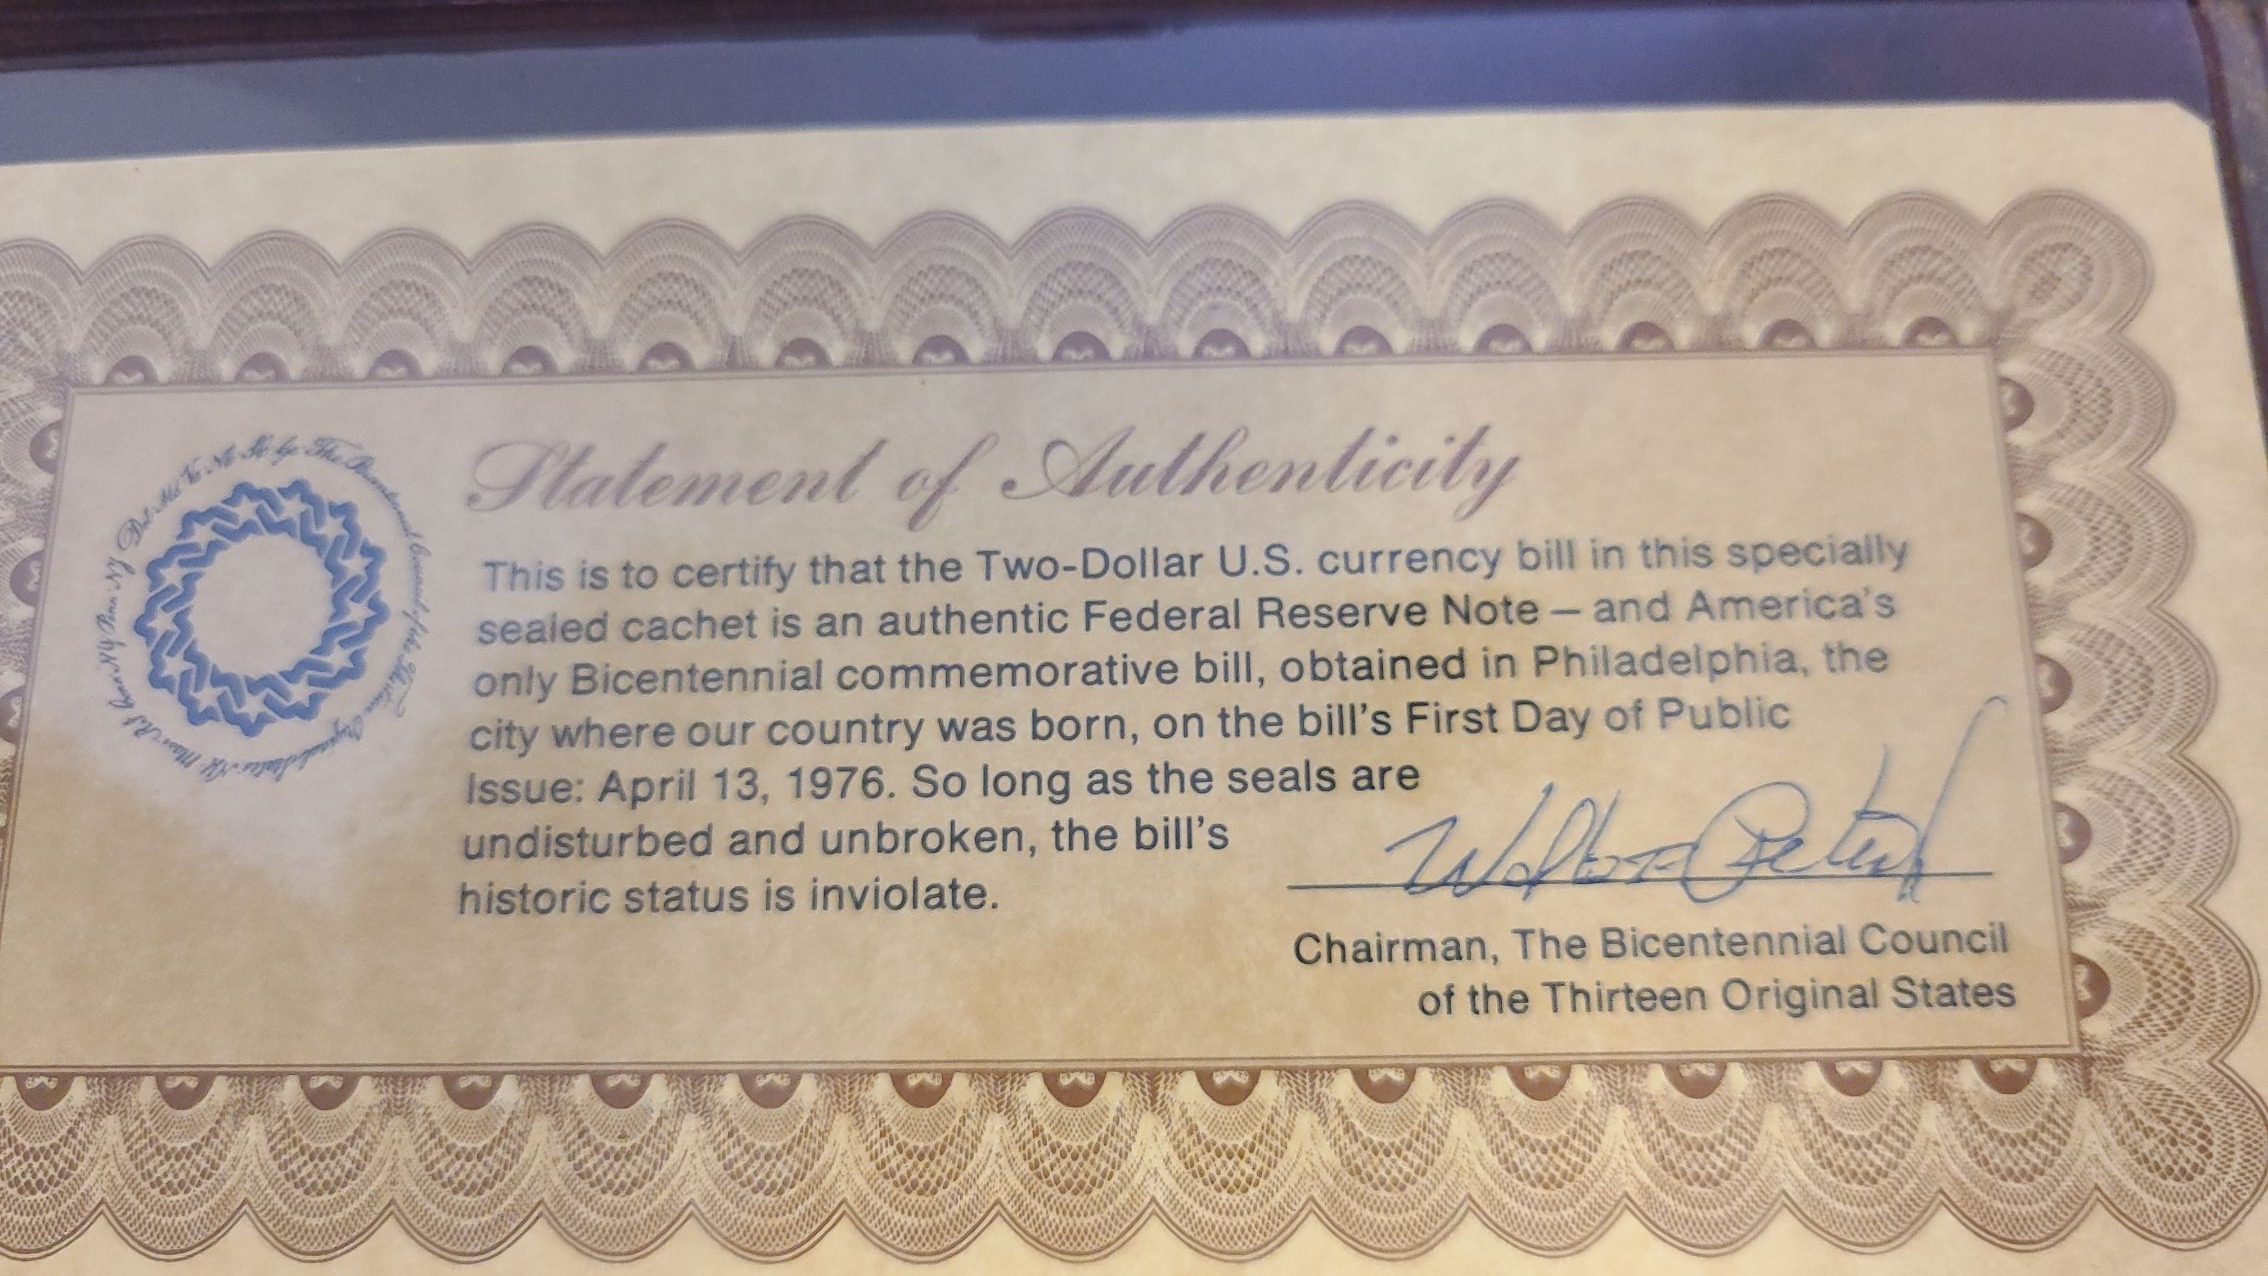 Statement of Authenticity
This is to certify that the Two-Dollar U.S. currency bill in this specially
sealed cachet is an authentic Federal Reserve Note — and America's
only Bicentennial commemorative bill, obtained in Philadelphia, the
city where our country was born, on the bill's First Day of Public
Issue: April 13, 1976. So long as the seals are
undisturbed and unbroken, the bill's
historic status is inviolate.
Chairman, The Bicentennial Council
of the Thirteen Original States